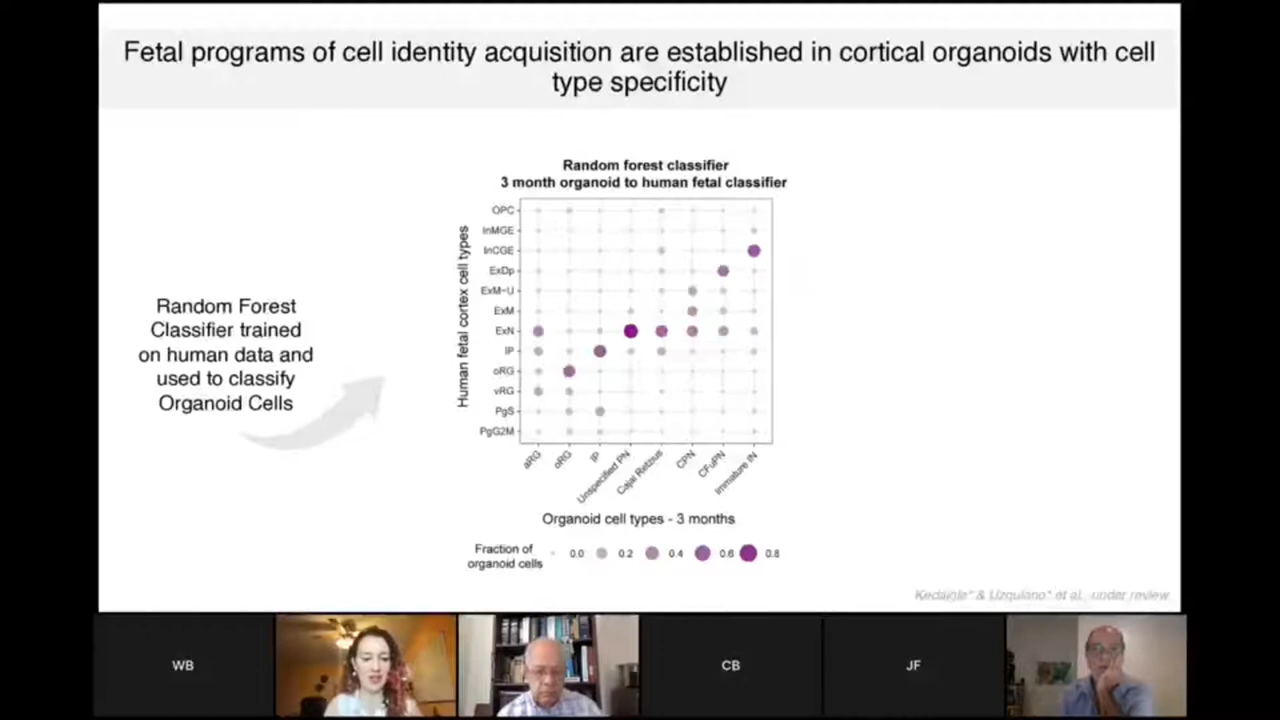 Fetal programs of cell identity acquisition are established in cortical organoids with cell
type specificity
Random Forest
Classifier trained
on human data and
used to classify
Organoid Cells
Random forest classifier
3 month organoid to human fetal classifier
Human fetal cortex cell types
OPC
InMGE
InCGE
ExDp
ExM-U
ExM
ExN
IP
oRG
vRG
PgS
PgG2M
aRG
oRG
IP
Unspecified PN
Cajal Retzius
CPN
CFuPN
Immature IN
Organoid cell types - 3 months
Fraction of
organoid cells
0.0
0.2
0.4
0.6
0.8
Kedaigle* & Uzquiano* et al., under review
WB
CB
JF